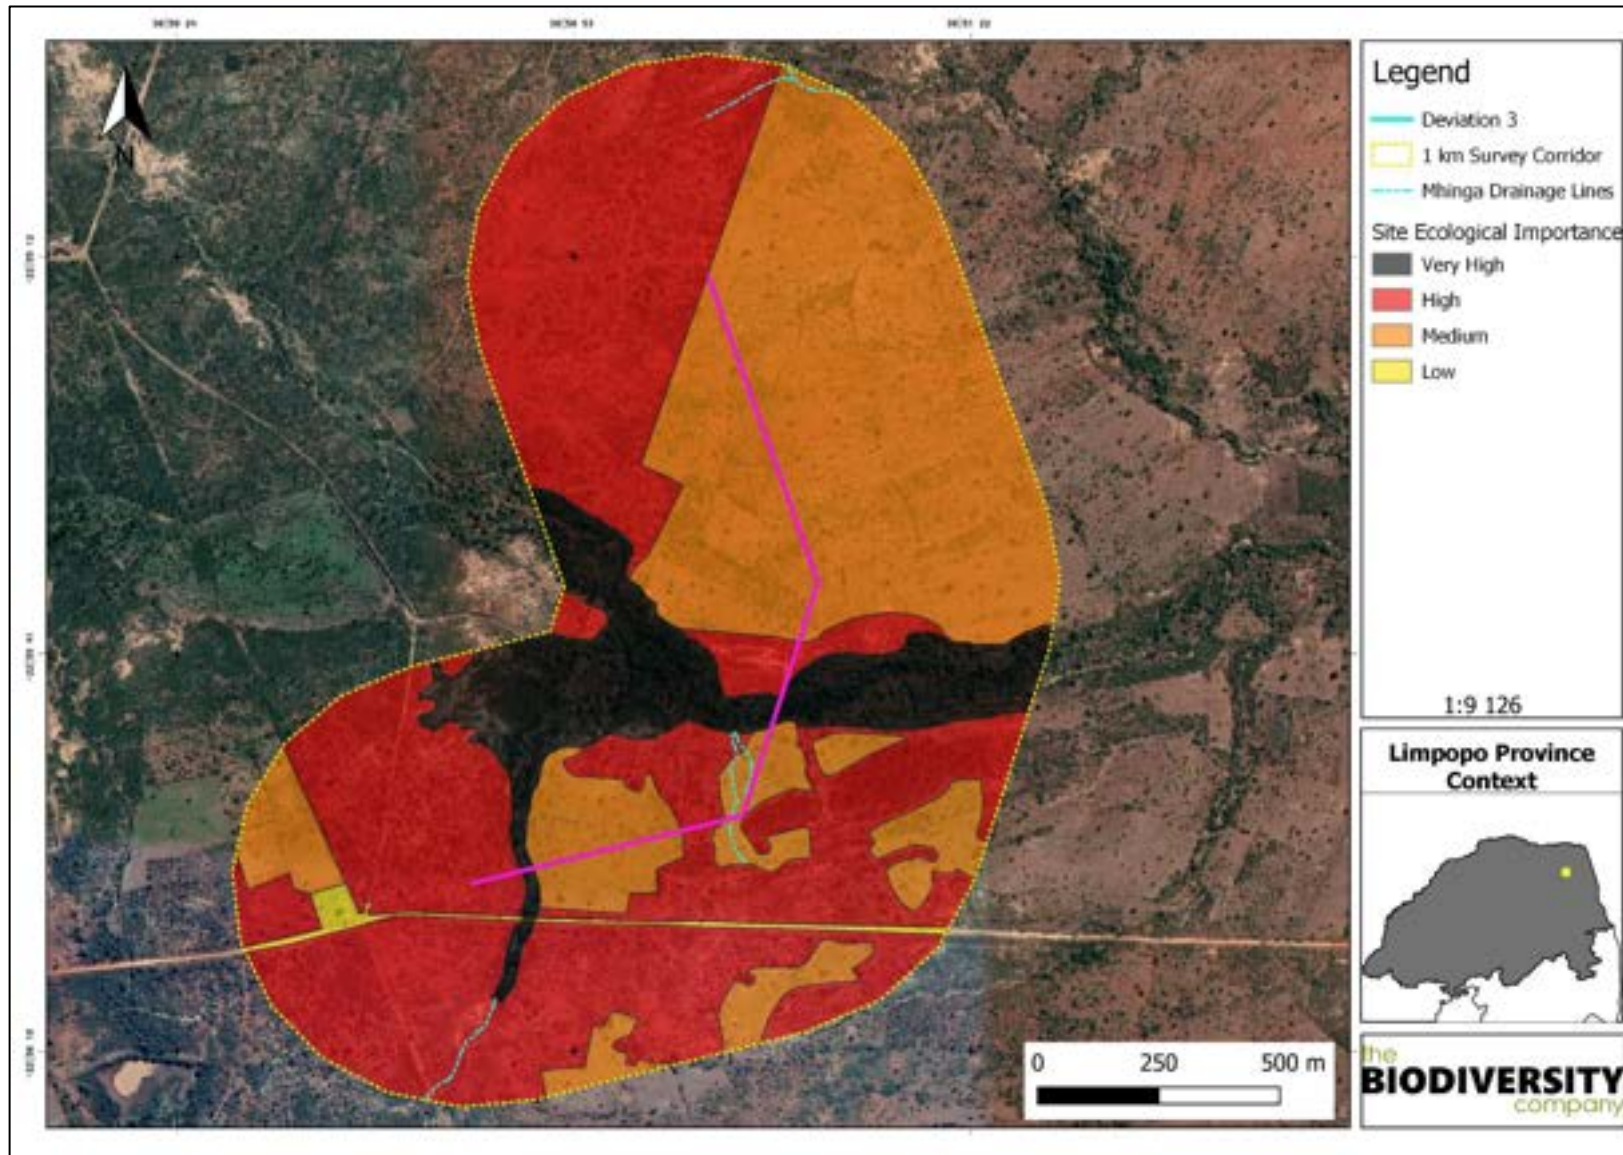 N
Legend
Deviation 3
1 km Survey Corridor
Mhinga Drainage Lines
Site Ecological Importance
Very High
High
Medium
Low
1:9 126
Limpopo Province
Context
0 250 500 m
the
BIODIVERSITY
company